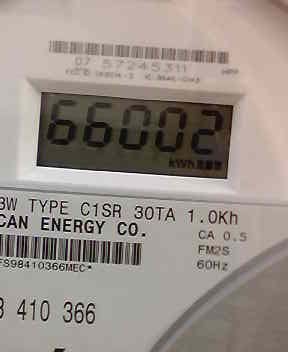 07 57245311
66002
kWh
3W TYPE C1SR 30TA 1.0Kh
CAN ENERGY CO.
CA 0.5
FM2S
60Hz
FS98410366MEC*
3 410 366